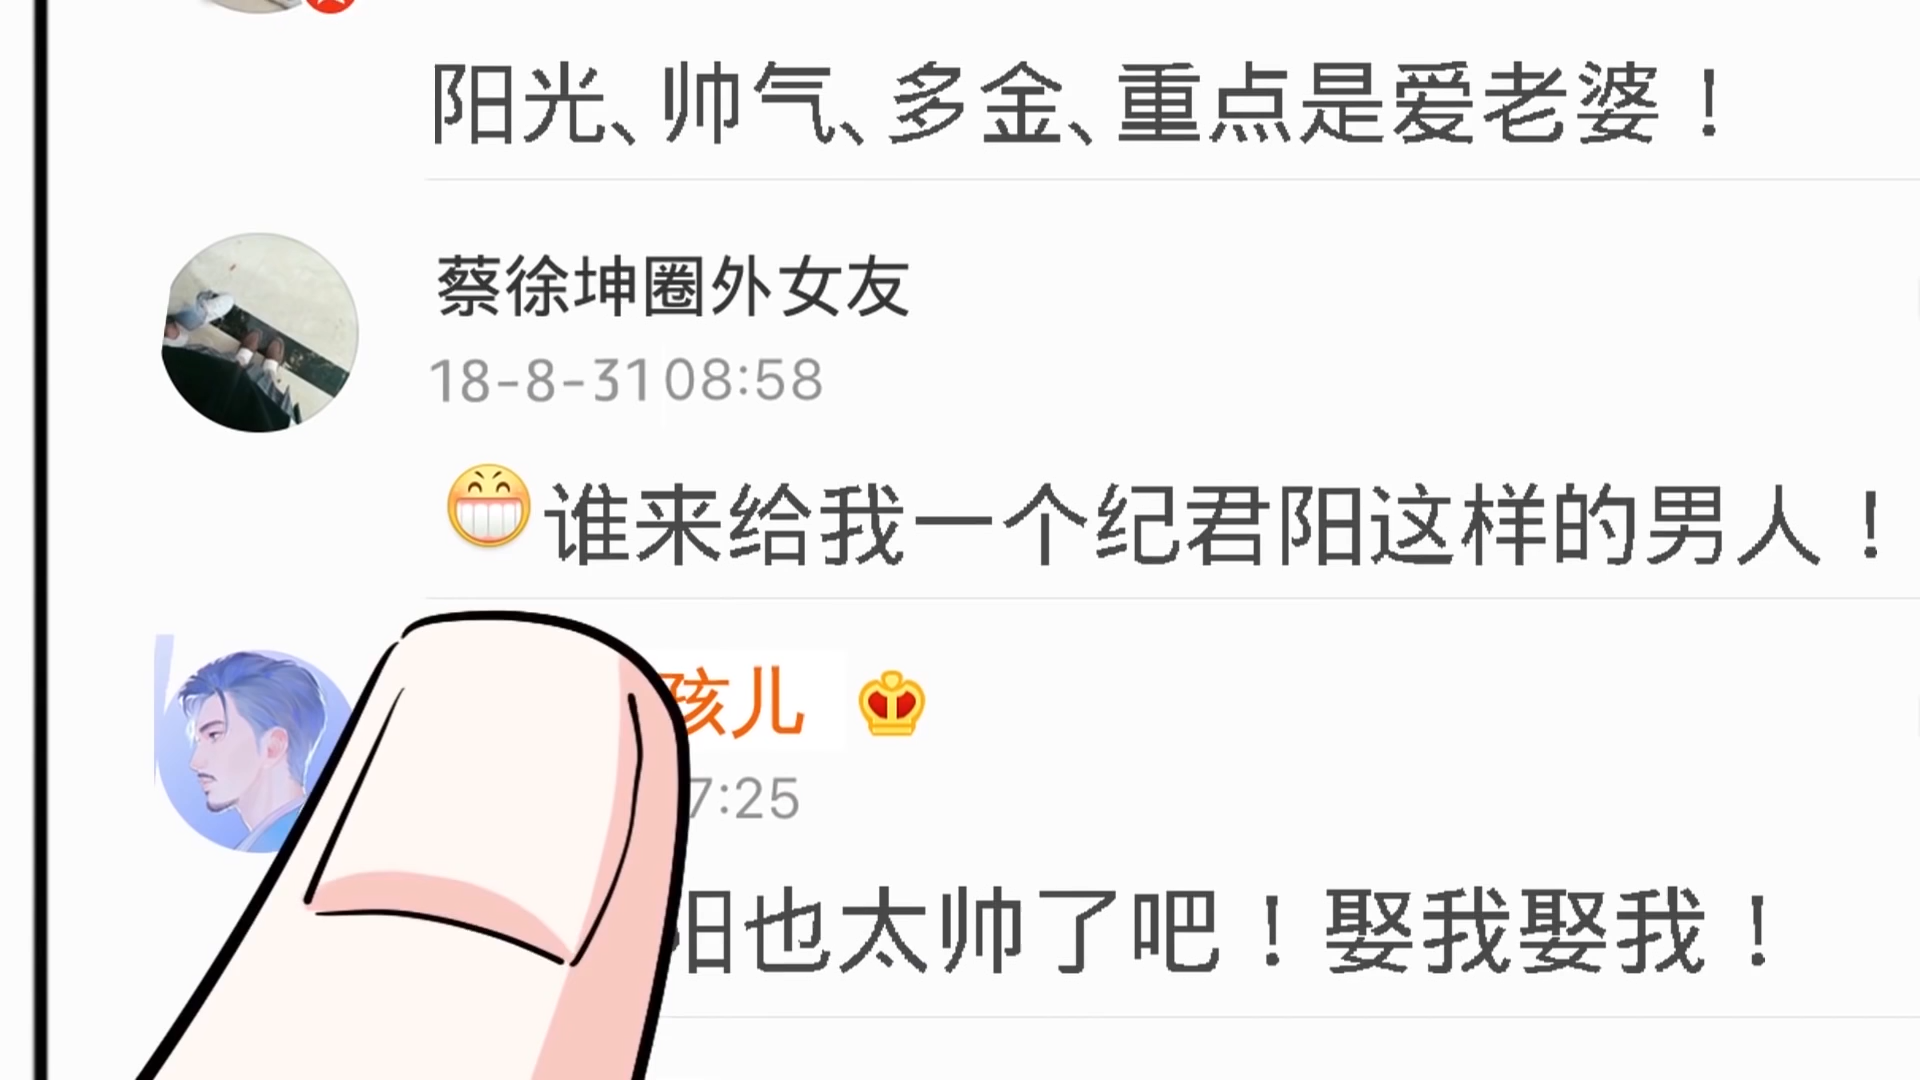 阳光、帅气、多金、重点是爱老婆！
蔡徐坤圈外女友
18-8-31 08:58
谁来给我一个纪君阳这样的男人！
孩儿
7:25
阳也太帅了吧！娶我娶我！